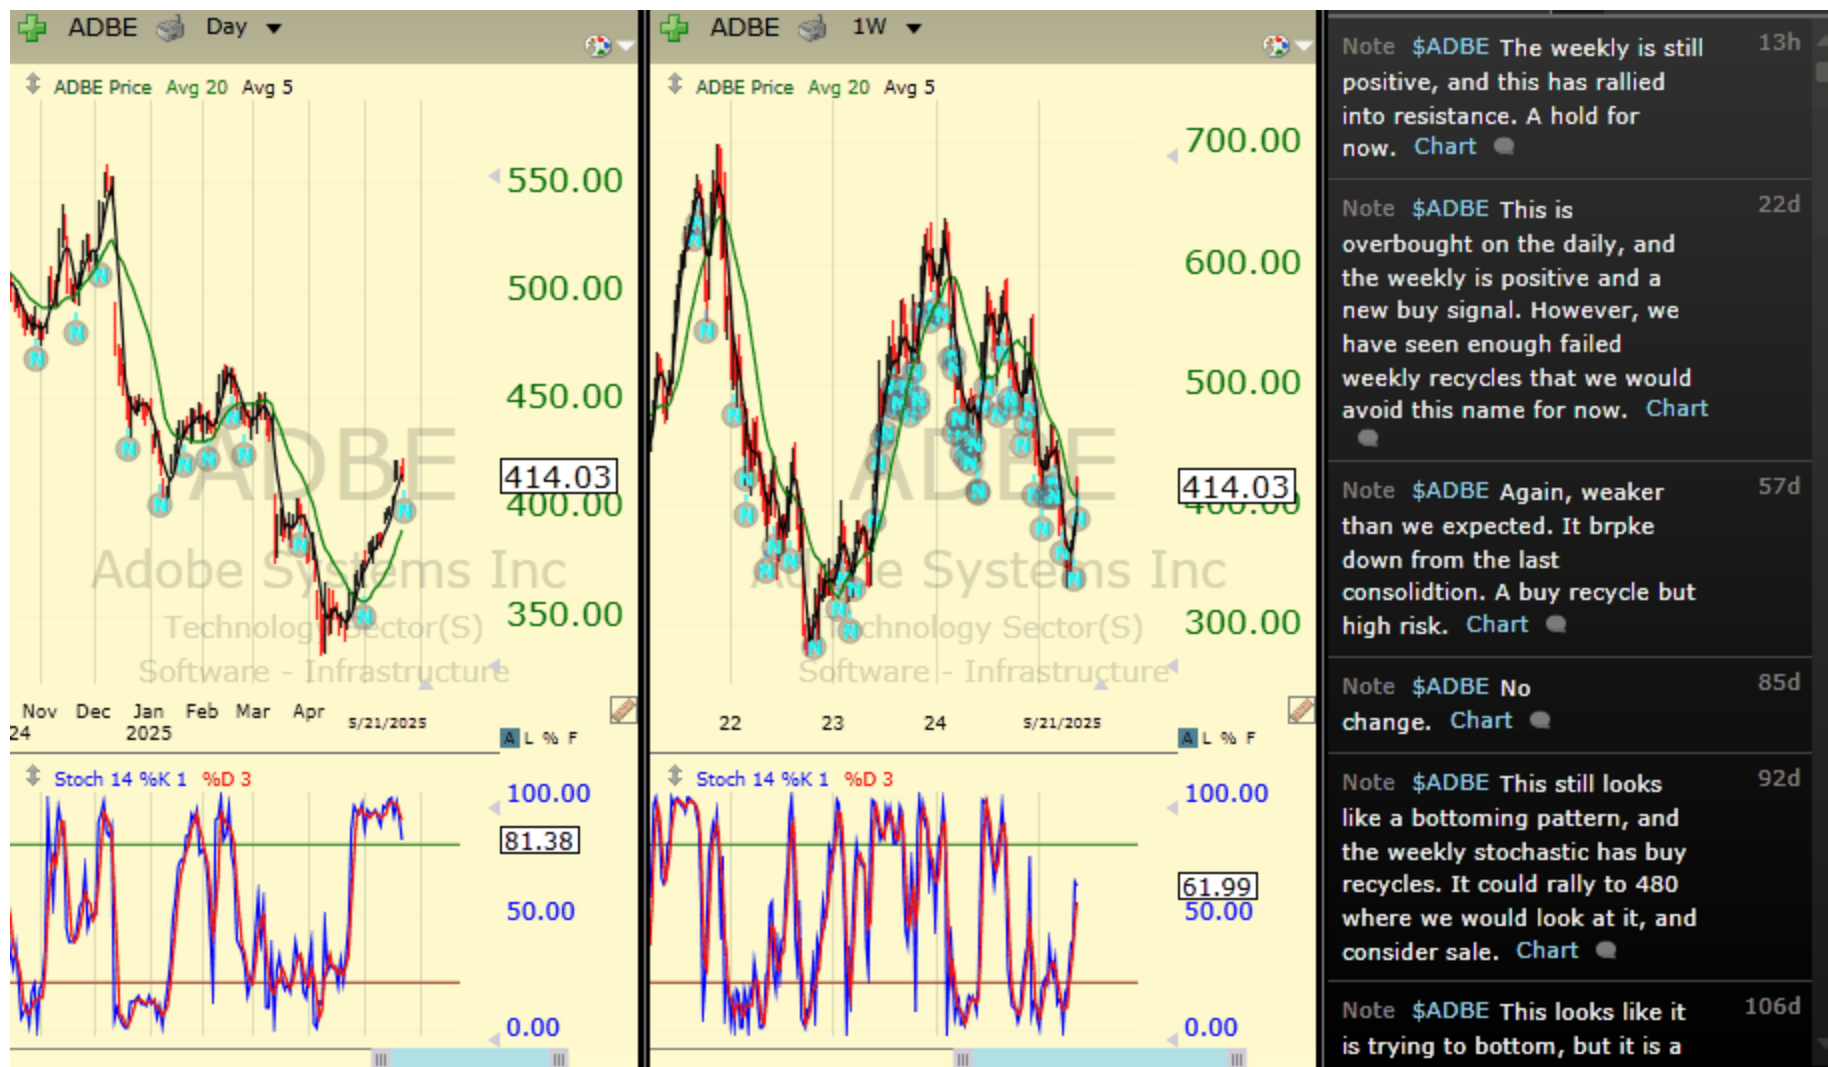 ADBE Day
ADBE Price Avg 20 Avg 5
550.00
500.00
450.00
414.03
400.00
350.00
ADBE
Adobe Systems Inc
Technology Sector(S)
Software - Infrastructure
Nov Dec Jan Feb Mar Apr 5/21/2025
24 2025
A L % F
Stoch 14 %K 1 %D 3
100.00
81.38
50.00
0.00
ADBE 1W
ADBE Price Avg 20 Avg 5
700.00
600.00
500.00
414.03
400.00
300.00
ADBE
Adobe Systems Inc
Technology Sector(S)
Software - Infrastructure
22 23 24 5/21/2025
A L % F
Stoch 14 %K 1 %D 3
100.00
61.99
50.00
0.00
Note $ADBE The weekly is still 13h
positive, and this has rallied
into resistance. A hold for
now. Chart
Note $ADBE This is 22d
overbought on the daily, and
the weekly is positive and a
new buy signal. However, we
have seen enough failed
weekly recycles that we would
avoid this name for now. Chart
Note $ADBE Again, weaker 57d
than we expected. It brpke
down from the last
consolidtion. A buy recycle but
high risk. Chart
Note $ADBE No 85d
change. Chart
Note $ADBE This still looks 92d
like a bottoming pattern, and
the weekly stochastic has buy
recycles. It could rally to 480
where we would look at it, and
consider sale. Chart
Note $ADBE This looks like it 106d
is trying to bottom, but it is a